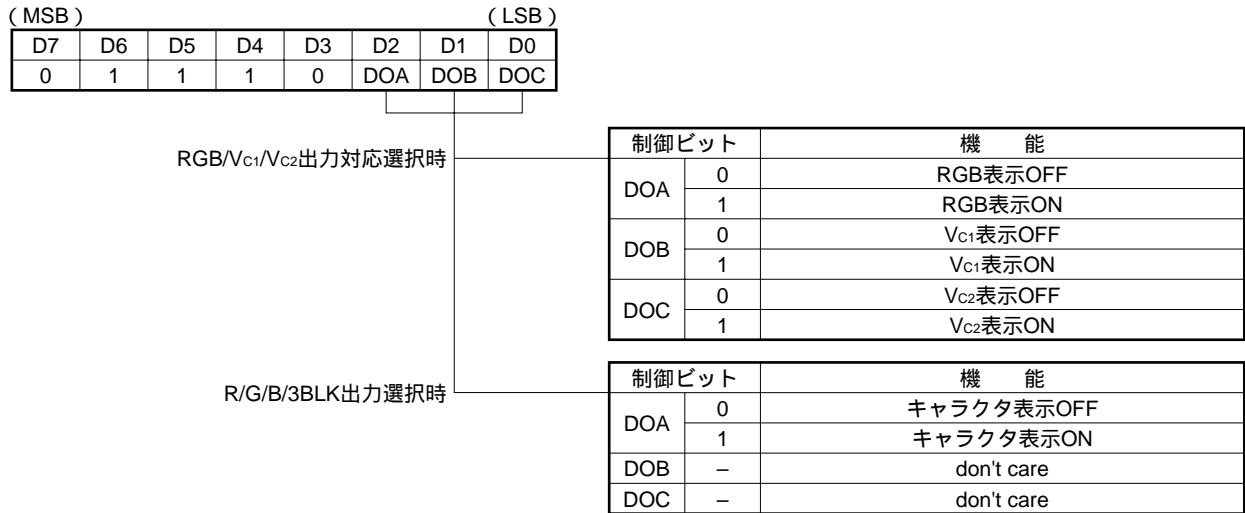 (MSB) (LSB)
D7 D6 D5 D4 D3 D2 D1 D0
0 1 1 1 0 DOA DOB DOC
RGB/VC1/VC2出力対応選択時
制御ビット 機 能
DOA 0 RGB表示OFF
1 RGB表示ON
DOB 0 VC1表示OFF
1 VC1表示ON
DOC 0 VC2表示OFF
1 VC2表示ON
R/G/B/3BLK出力選択時
制御ビット 機 能
DOA 0 キャラクタ表示OFF
1 キャラクタ表示ON
DOB – don't care
DOC – don't care